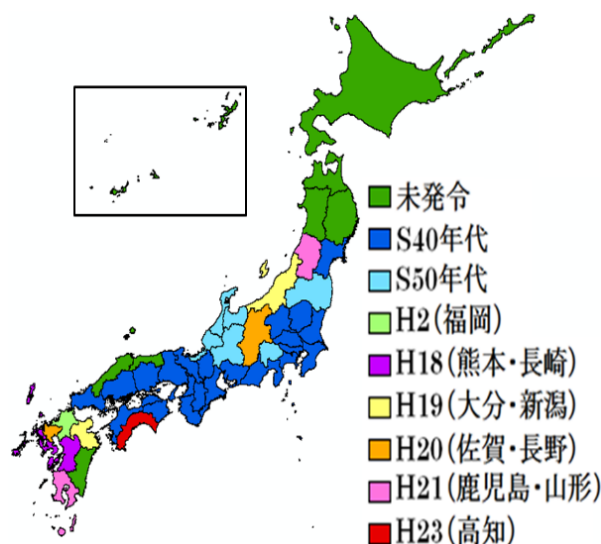 未発令
S40年代
S50年代
H2(福岡)
H18(熊本・長崎)
H19(大分・新潟)
H20(佐賀・長野)
H21(鹿児島・山形)
H23(高知)